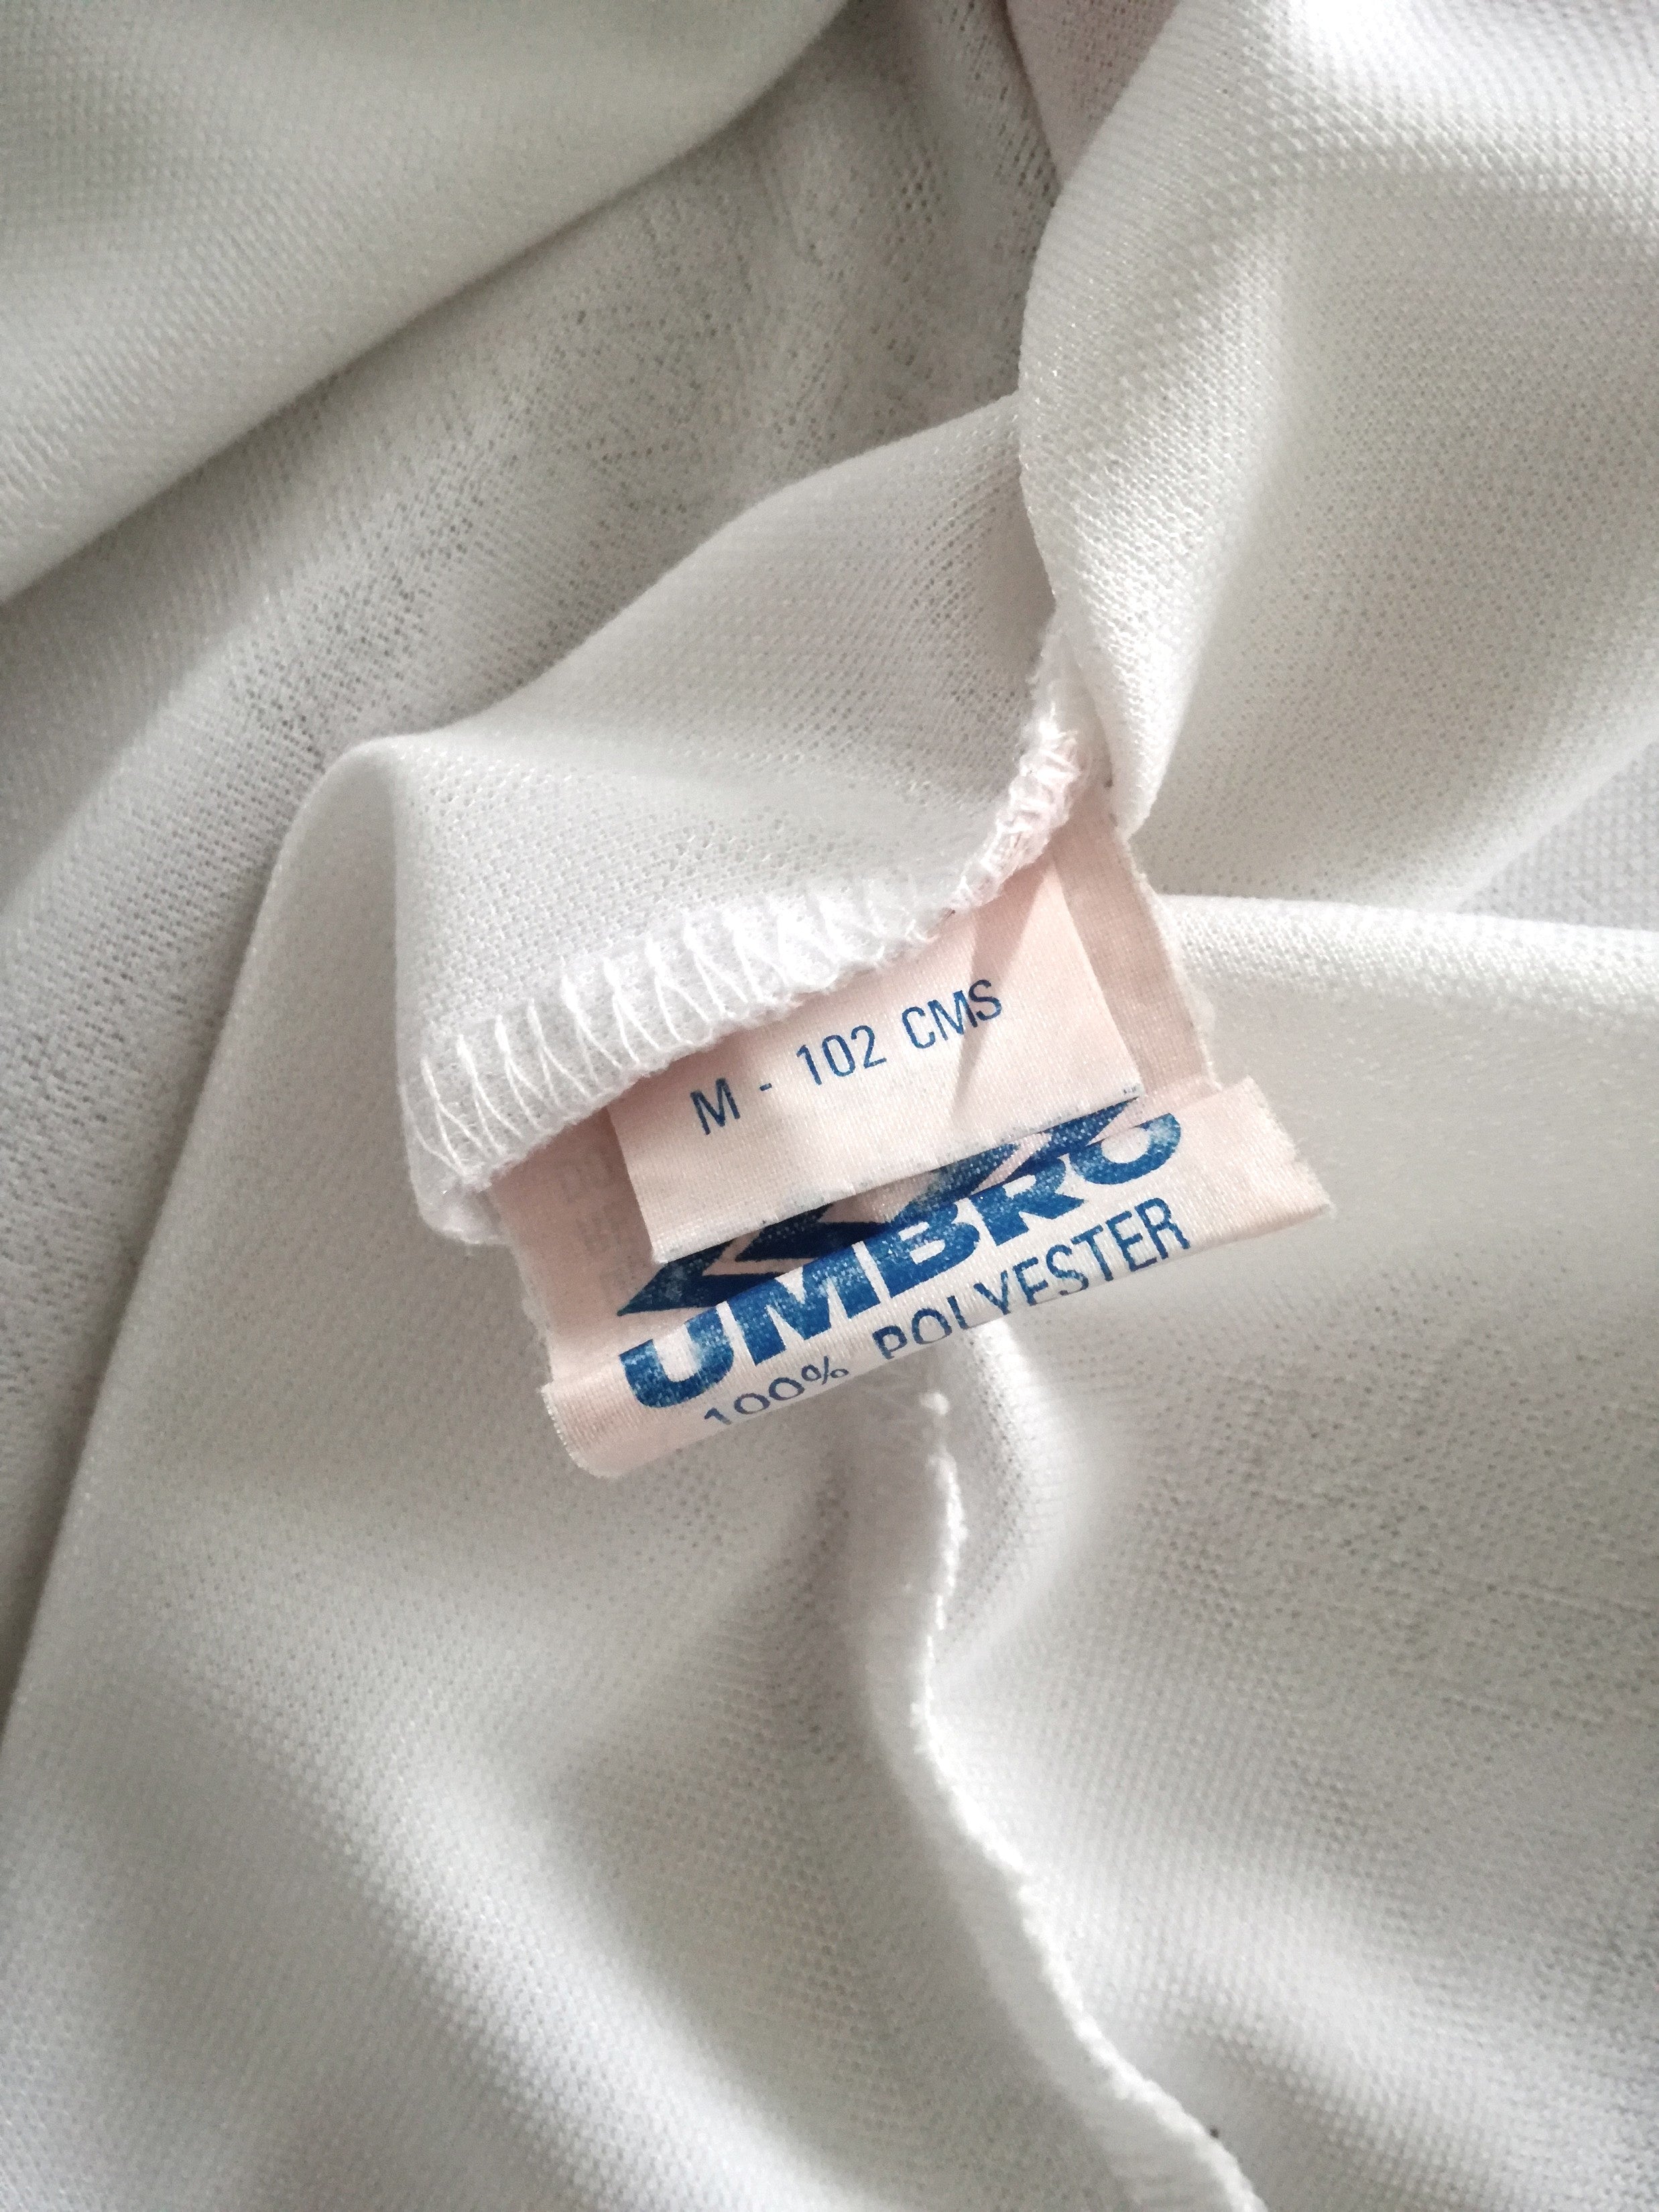 M - 102 CMS
UMBRO
100% POLYESTER